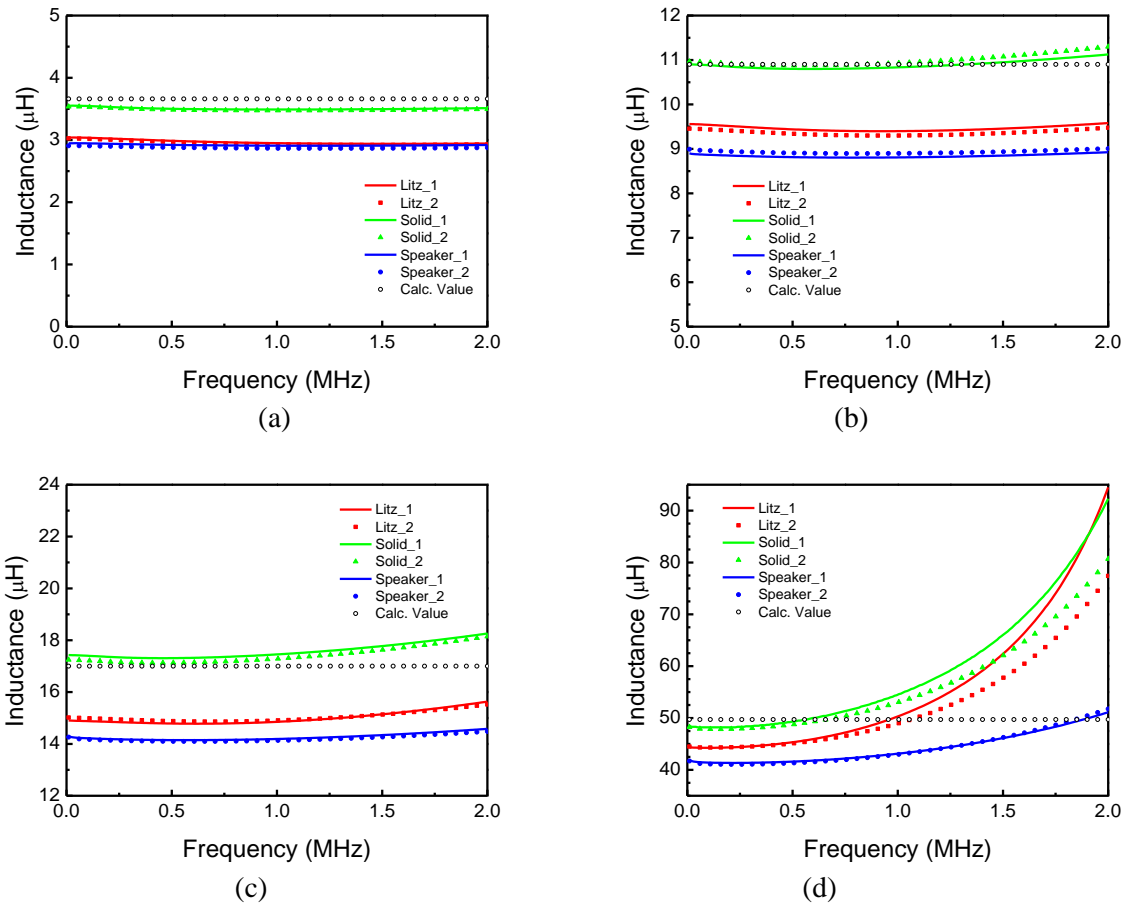 5
4
3
2
1
0
Inductance (μH)
Litz_1
Litz_2
Solid_1
Solid_2
Speaker_1
Speaker_2
Calc. Value
0.0 0.5 1.0 1.5 2.0
Frequency (MHz)
(a)
12
11
10
9
8
7
6
5
Inductance (μH)
Litz_1
Litz_2
Solid_1
Solid_2
Speaker_1
Speaker_2
Calc. Value
0.0 0.5 1.0 1.5 2.0
Frequency (MHz)
(b)
24
22
20
18
16
14
12
Inductance (μH)
Litz_1
Litz_2
Solid_1
Solid_2
Speaker_1
Speaker_2
Calc. Value
0.0 0.5 1.0 1.5 2.0
Frequency (MHz)
(c)
90
80
70
60
50
40
Inductance (μH)
Litz_1
Litz_2
Solid_1
Solid_2
Speaker_1
Speaker_2
Calc. Value
0.0 0.5 1.0 1.5 2.0
Frequency (MHz)
(d)